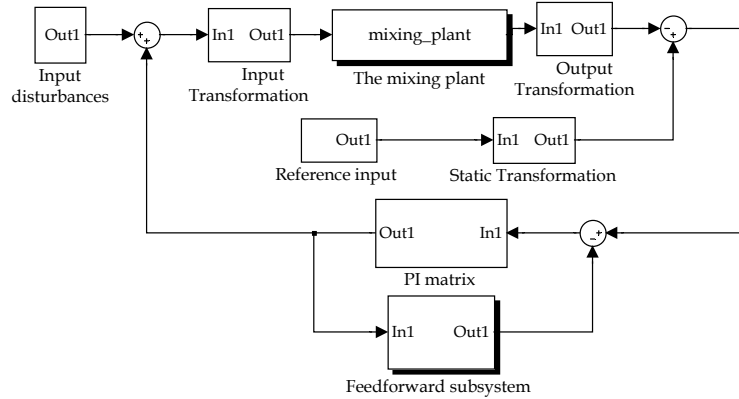 Out1
Input
disturbances
+
+
In1 Out1
Input
Transformation
mixing_plant
The mixing plant
In1 Out1
Output
Transformation
-
+
Out1
Reference input
In1 Out1
Static Transformation
Out1 In1
PI matrix
+
-
In1 Out1
Feedforward subsystem